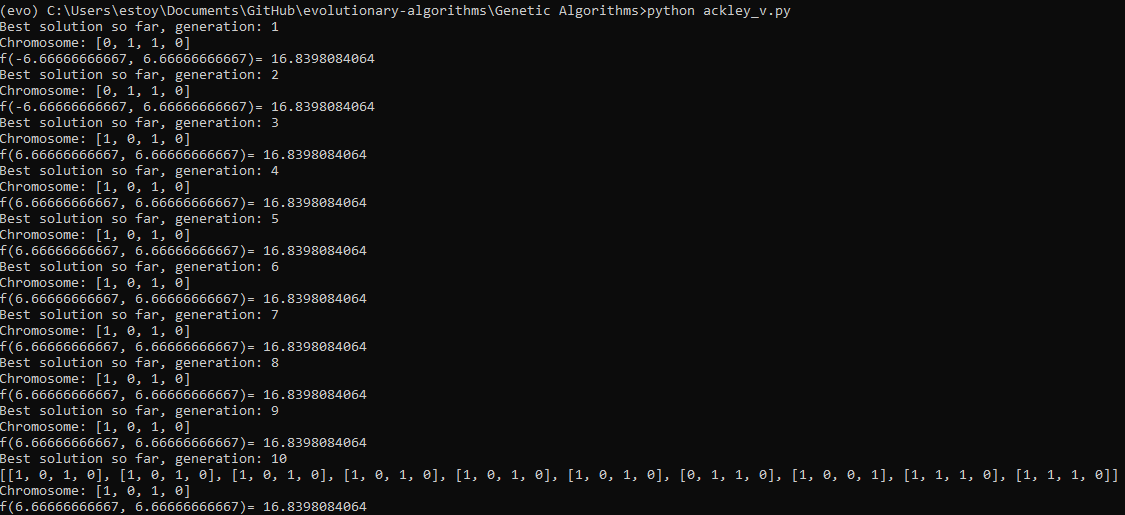 (evo) C:\Users\estoy\Documents\GitHub\evolutionary-algorithms\Genetic Algorithms>python ackley_v.py
Best solution so far, generation: 1
Chromosome: [0, 1, 1, 0]
f(-6.66666666667, 6.66666666667)= 16.8398084064
Best solution so far, generation: 2
Chromosome: [0, 1, 1, 0]
f(-6.66666666667, 6.66666666667)= 16.8398084064
Best solution so far, generation: 3
Chromosome: [1, 0, 1, 0]
f(6.66666666667, 6.66666666667)= 16.8398084064
Best solution so far, generation: 4
Chromosome: [1, 0, 1, 0]
f(6.66666666667, 6.66666666667)= 16.8398084064
Best solution so far, generation: 5
Chromosome: [1, 0, 1, 0]
f(6.66666666667, 6.66666666667)= 16.8398084064
Best solution so far, generation: 6
Chromosome: [1, 0, 1, 0]
f(6.66666666667, 6.66666666667)= 16.8398084064
Best solution so far, generation: 7
Chromosome: [1, 0, 1, 0]
f(6.66666666667, 6.66666666667)= 16.8398084064
Best solution so far, generation: 8
Chromosome: [1, 0, 1, 0]
f(6.66666666667, 6.66666666667)= 16.8398084064
Best solution so far, generation: 9
Chromosome: [1, 0, 1, 0]
f(6.66666666667, 6.66666666667)= 16.8398084064
Best solution so far, generation: 10
[[1, 0, 1, 0], [1, 0, 1, 0], [1, 0, 1, 0], [1, 0, 1, 0], [1, 0, 1, 0], [1, 0, 1, 0], [0, 1, 1, 0], [1, 0, 0, 1], [1, 1, 1, 0], [1, 1, 1, 0]]
Chromosome: [1, 0, 1, 0]
f(6.66666666667, 6.66666666667)= 16.8398084064